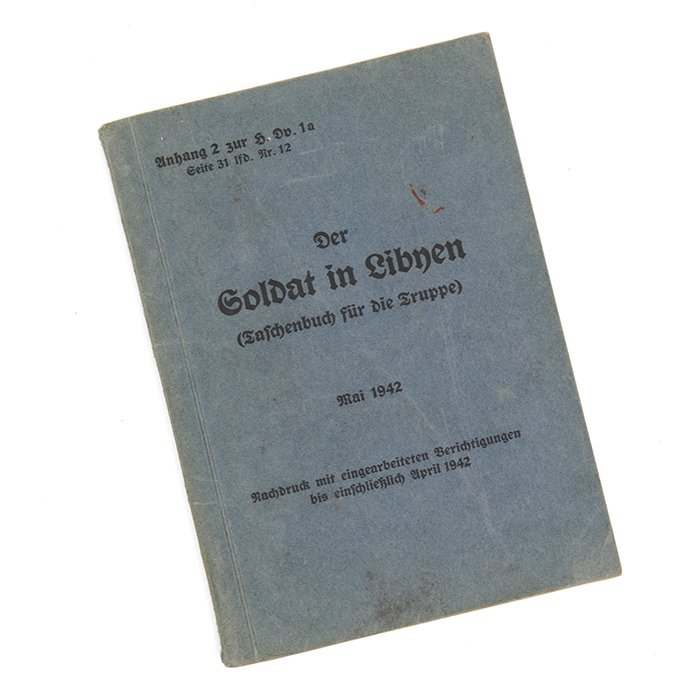 Anhang 2 zur H. Dv. 1a
Seite 31 lfd. Nr. 12
Der
Soldat in Libyen
(Taschenbuch für die Truppe)
Mai 1942
Nachdruck mit eingearbeiteten Berichtigungen
bis einschließlich April 1942